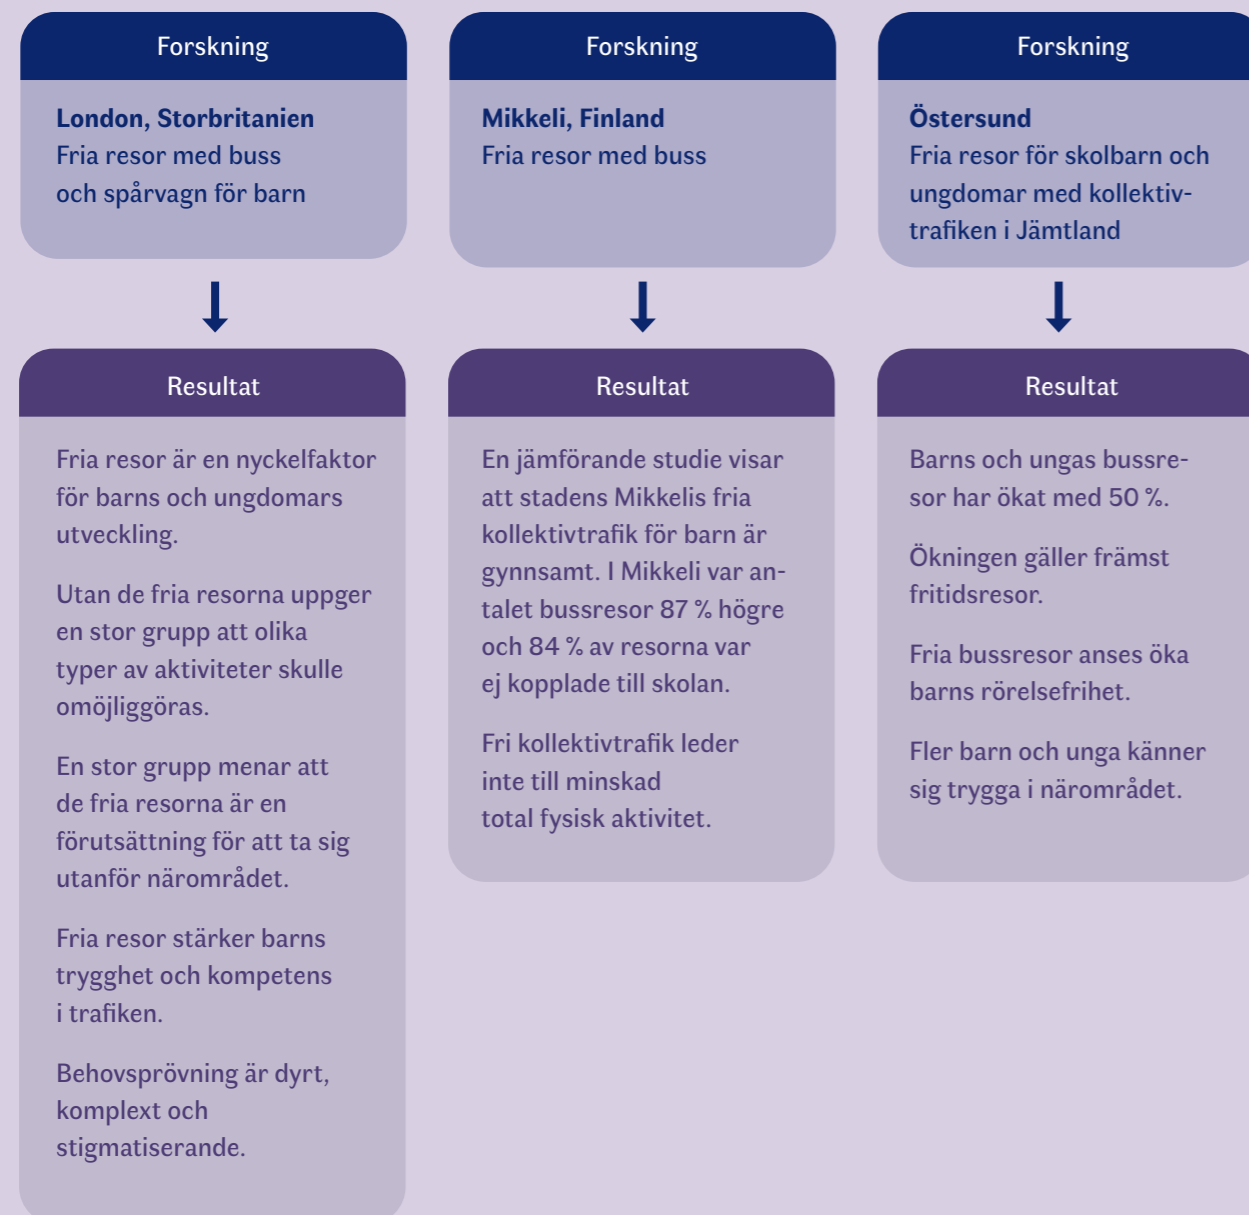 Forskning
London, Storbritanien
Fria resor med buss
och spårvagn för barn
Resultat
Fria resor är en nyckelfaktor
för barns och ungdomars
utveckling.
Utan de fria resorna uppger
en stor grupp att olika
typer av aktiviteter skulle
omöjliggöras.
En stor grupp menar att
de fria resorna är en
förutsättning för att ta sig
utanför närområdet.
Fria resor stärker barns
trygghet och kompetens
i trafiken.
Behovsprövning är dyrt,
komplext och
stigmatiserande.
Forskning
Mikkeli, Finland
Fria resor med buss
Resultat
En jämförande studie visar
att stadens Mikkelis fria
kollektivtrafik för barn är
gynnsamt. I Mikkeli var an-
talet bussresor 87 % högre
och 84 % av resorna var
ej kopplade till skolan.
Fri kollektivtrafik leder
inte till minskad
total fysisk aktivitet.
Forskning
Östersund
Fria resor för skolbarn och
ungdomar med kollektiv-
trafiken i Jämtland
Resultat
Barns och ungas bussre-
sor har ökat med 50 %.
Ökningen gäller främst
fritidsresor.
Fria bussresor anses öka
barns rörelsefrihet.
Fler barn och unga känner
sig trygga i närområdet.